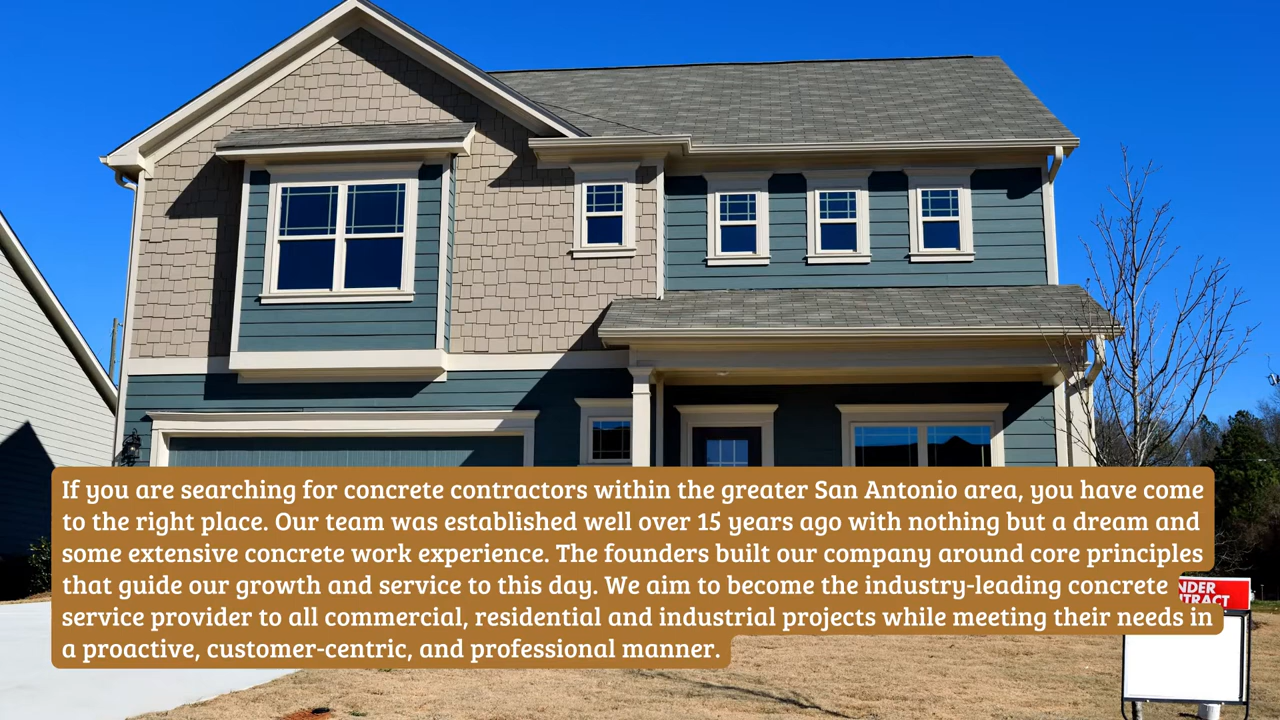 If you are searching for concrete contractors within the greater San Antonio area, you have come
to the right place. Our team was established well over 15 years ago with nothing but a dream and
some extensive concrete work experience. The founders built our company around core principles
that guide our growth and service to this day. We aim to become the industry-leading concrete
service provider to all commercial, residential and industrial projects while meeting their needs in
a proactive, customer-centric, and professional manner.